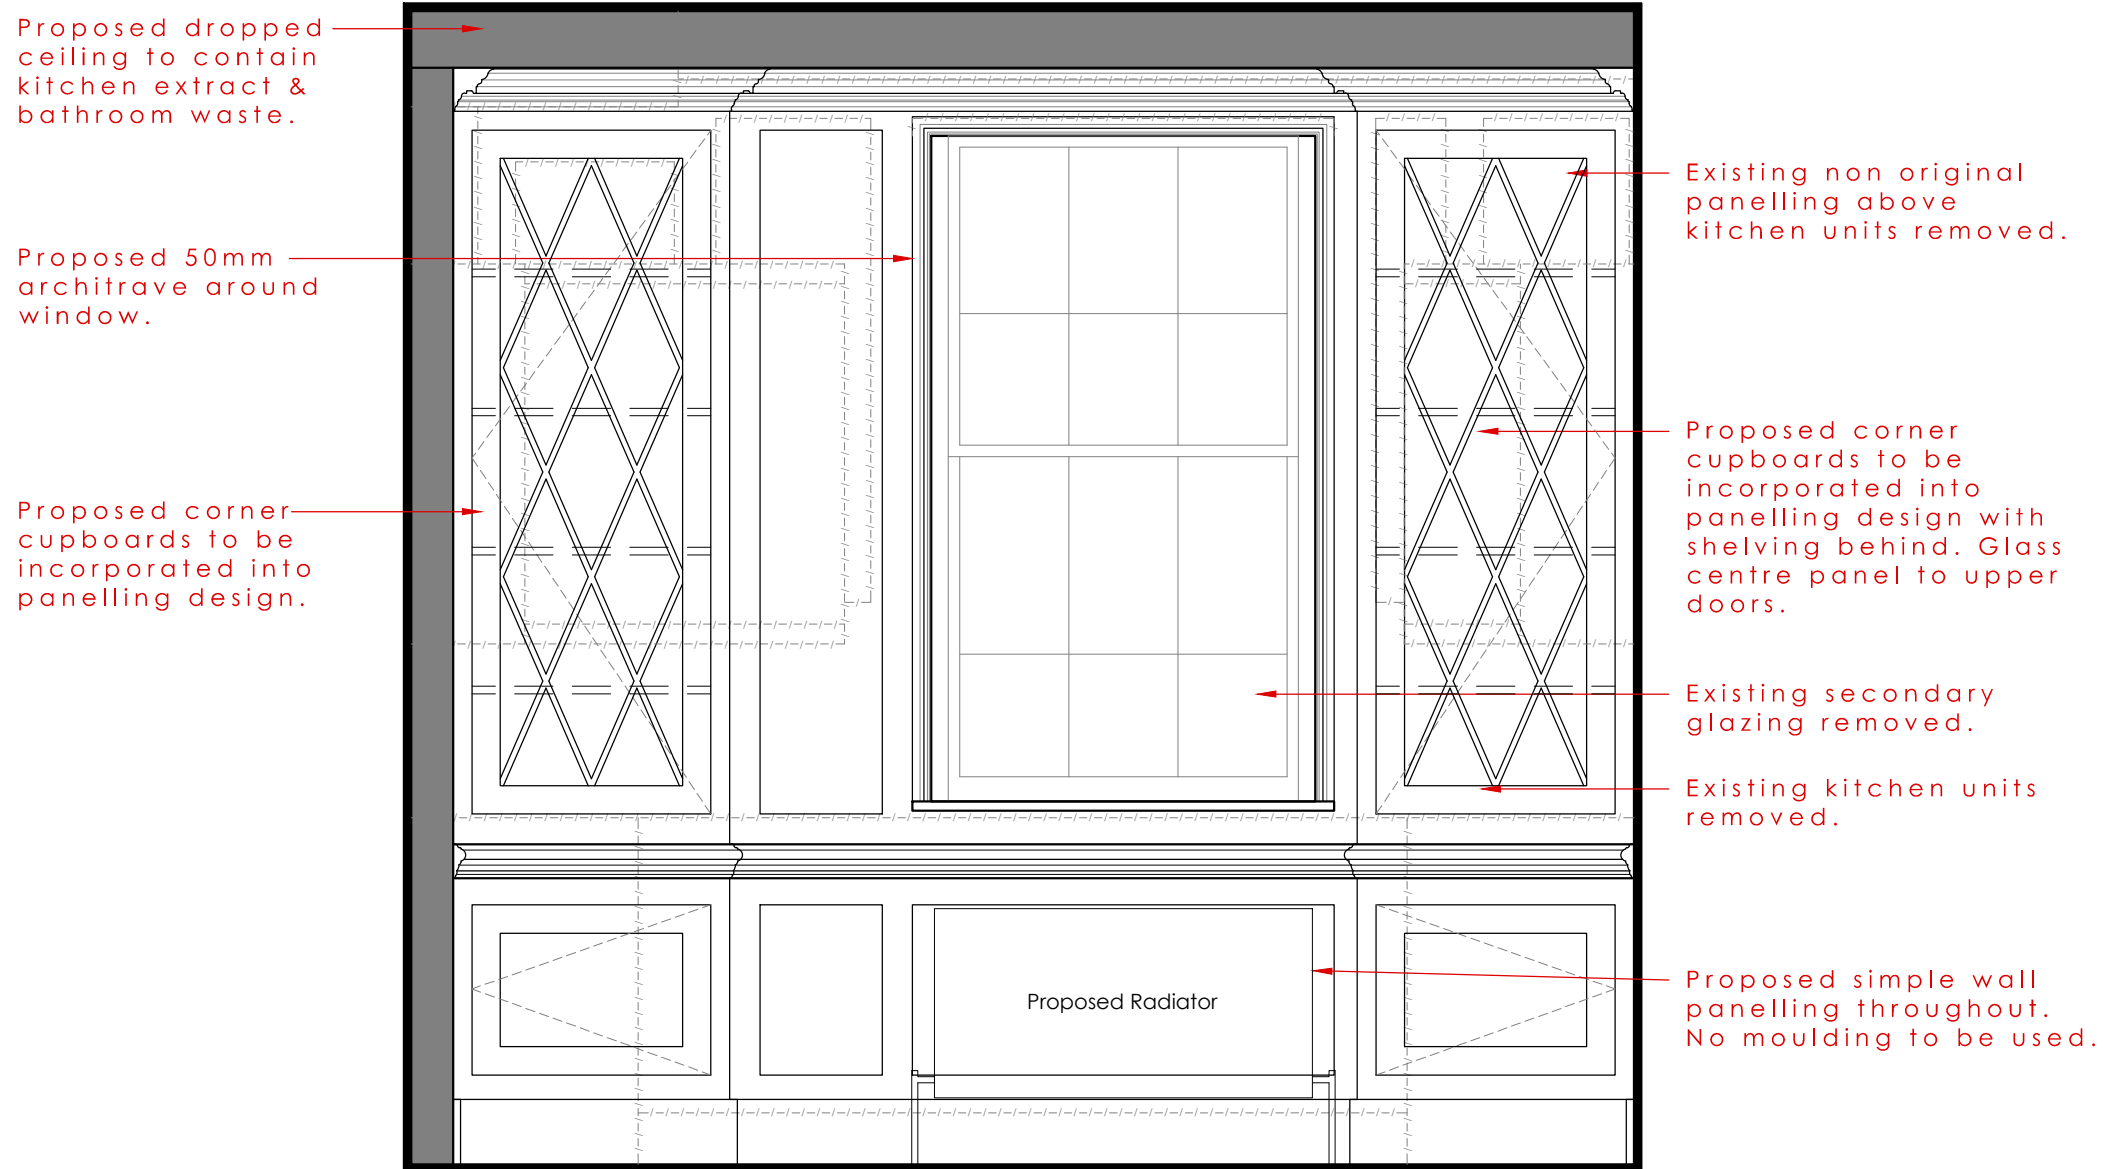 Proposed dropped
ceiling to contain
kitchen extract &
bathroom waste.
Proposed 50mm
architrave around
window.
Proposed corner
cupboards to be
incorporated into
panelling design.
Existing non original
panelling above
kitchen units removed.
Proposed corner
cupboards to be
incorporated into
panelling design with
shelving behind. Glass
centre panel to upper
doors.
Existing secondary
glazing removed.
Existing kitchen units
removed.
Proposed simple wall
panelling throughout.
No moulding to be used.
Proposed Radiator